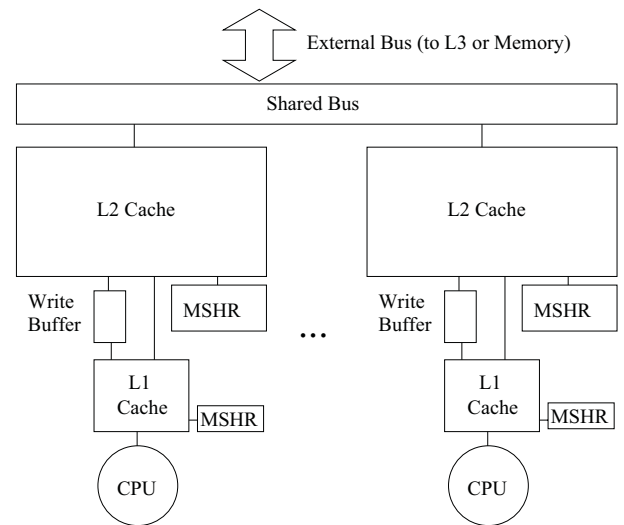 External Bus (to L3 or Memory)
Shared Bus
L2 Cache
L2 Cache
Write
Buffer
MSHR
...
Write
Buffer
MSHR
L1
Cache
MSHR
L1
Cache
MSHR
CPU
CPU